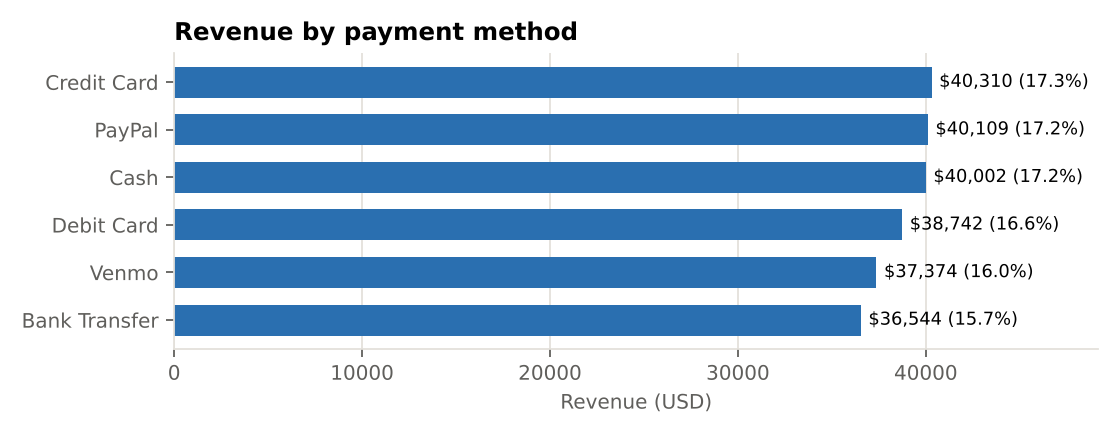 Revenue by payment method
Credit Card $40,310 (17.3%)
PayPal $40,109 (17.2%)
Cash $40,002 (17.2%)
Debit Card $38,742 (16.6%)
Venmo $37,374 (16.0%)
Bank Transfer $36,544 (15.7%)
0 10000 20000 30000 40000
Revenue (USD)